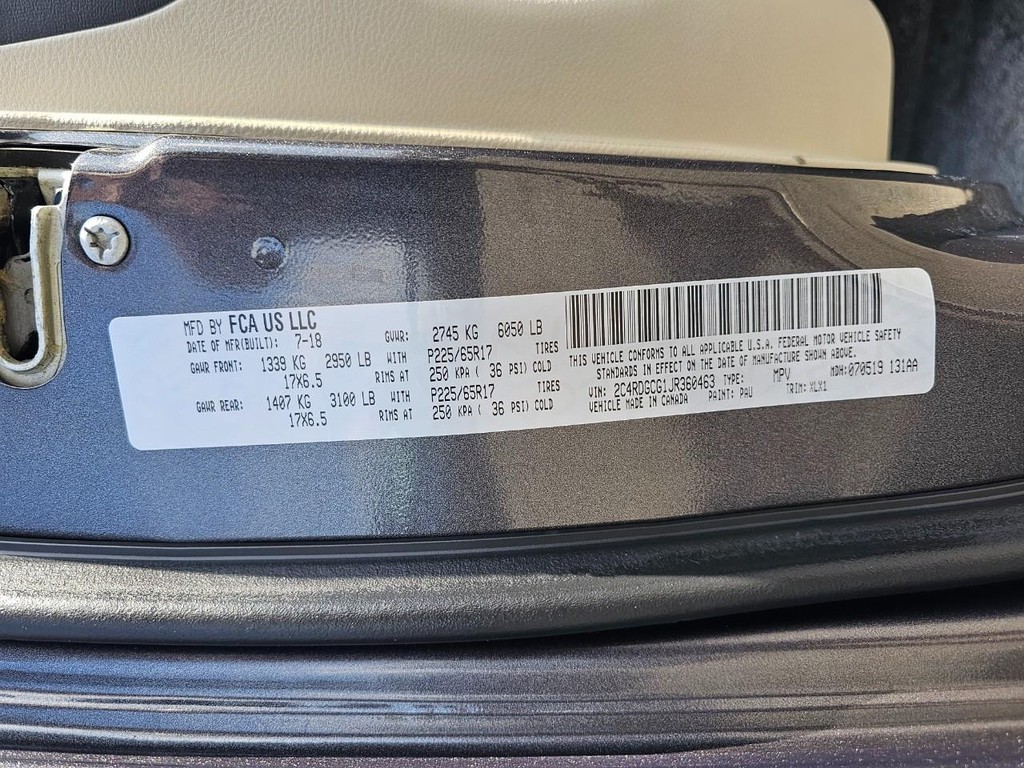 MFD BY FCA US LLC
DATE OF MFR(BUILT): 7-18 GVWR: 2745 KG 6050 LB
GAWR FRONT: 1339 KG 2950 LB WITH P225/65R17 TIRES
17X6.5 RIMS AT 250 KPA ( 36 PSI) COLD
GAWR REAR: 1407 KG 3100 LB WITH P225/65R17 TIRES
17X6.5 RIMS AT 250 KPA ( 36 PSI) COLD
THIS VEHICLE CONFORMS TO ALL APPLICABLE U.S.A. FEDERAL MOTOR VEHICLE SAFETY
STANDARDS IN EFFECT ON THE DATE OF MANUFACTURE SHOWN ABOVE.
VIN: 2C4RDGCG1JR360463 TYPE: MPV MDH: 070519 131AA
VEHICLE MADE IN CANADA PAINT: PAU TRIM: XLY1